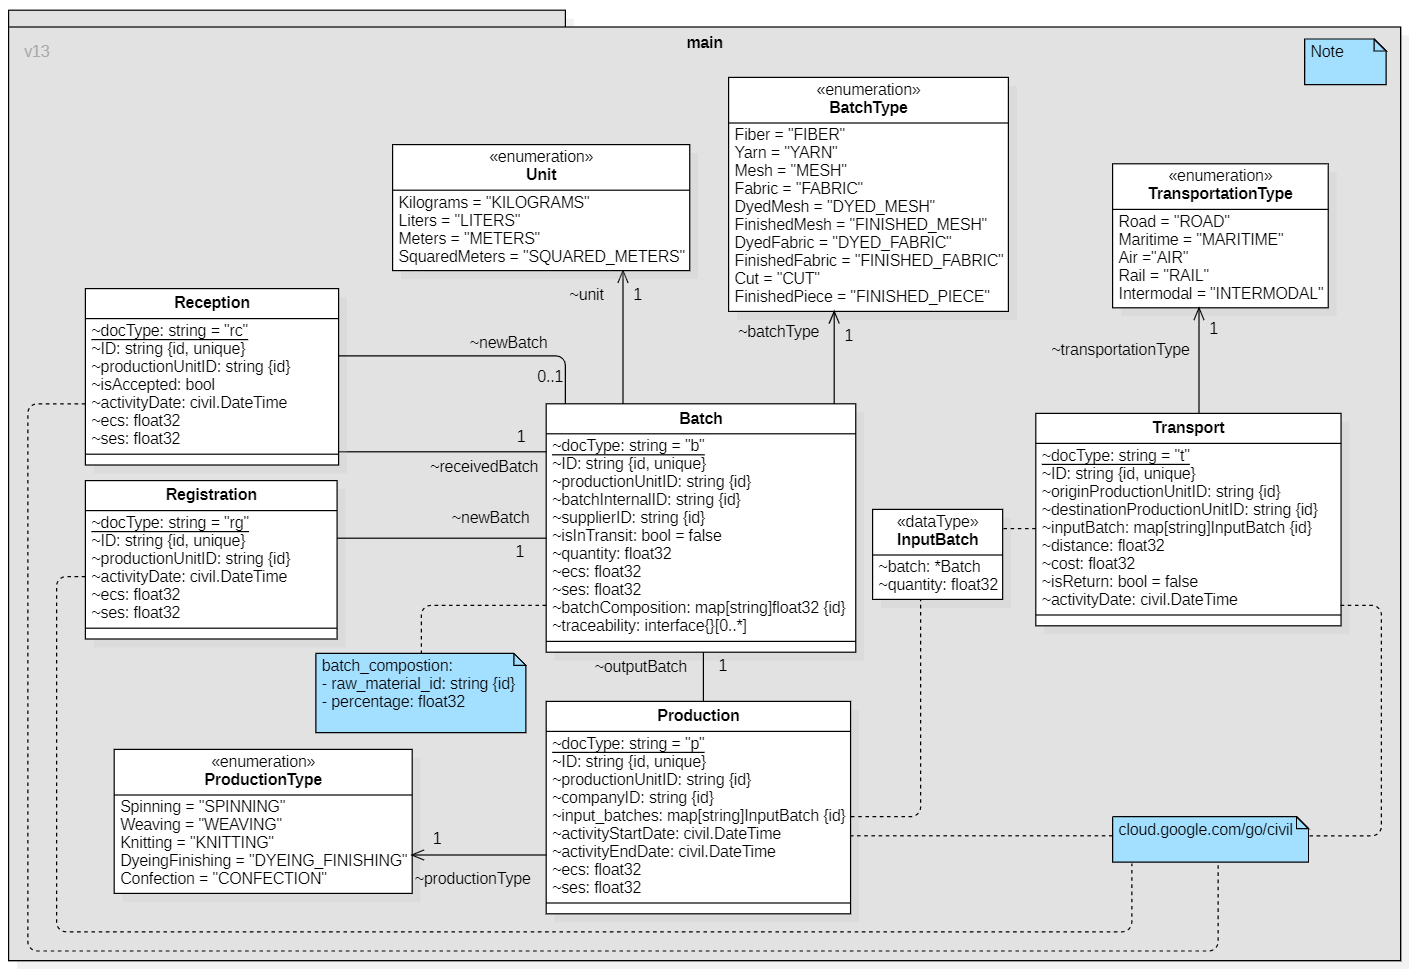 main
v13
Note
«enumeration»
BatchType
Fiber = "FIBER"
Yarn = "YARN"
Mesh = "MESH"
Fabric = "FABRIC"
DyedMesh = "DYED_MESH"
FinishedMesh = "FINISHED_MESH"
DyedFabric = "DYED_FABRIC"
FinishedFabric = "FINISHED_FABRIC"
Cut = "CUT"
FinishedPiece = "FINISHED_PIECE"
«enumeration»
Unit
Kilograms = "KILOGRAMS"
Liters = "LITERS"
Meters = "METERS"
SquaredMeters = "SQUARED_METERS"
«enumeration»
TransportationType
Road = "ROAD"
Maritime = "MARITIME"
Air ="AIR"
Rail = "RAIL"
Intermodal = "INTERMODAL"
~unit
1
~batchType
1
~transportationType
1
Reception
~docType: string = "rc"
~ID: string {id, unique}
~productionUnitID: string {id}
~isAccepted: bool
~activityDate: civil.DateTime
~ecs: float32
~ses: float32
~newBatch
0..1
1
~receivedBatch
Registration
~docType: string = "rg"
~ID: string {id, unique}
~productionUnitID: string {id}
~activityDate: civil.DateTime
~ecs: float32
~ses: float32
~newBatch
1
Batch
~docType: string = "b"
~ID: string {id, unique}
~productionUnitID: string {id}
~batchInternalID: string {id}
~supplierID: string {id}
~isInTransit: bool = false
~quantity: float32
~ecs: float32
~ses: float32
~batchComposition: map[string]float32 {id}
~traceability: interface{}[0..*]
«dataType»
InputBatch
~batch: *Batch
~quantity: float32
Transport
~docType: string = "t"
~ID: string {id, unique}
~originProductionUnitID: string {id}
~destinationProductionUnitID: string {id}
~inputBatch: map[string]InputBatch {id}
~distance: float32
~cost: float32
~isReturn: bool = false
~activityDate: civil.DateTime
batch_compostion:
- raw_material_id: string {id}
- percentage: float32
~outputBatch
1
Production
~docType: string = "p"
~ID: string {id, unique}
~productionUnitID: string {id}
~companyID: string {id}
~input_batches: map[string]InputBatch {id}
~activityStartDate: civil.DateTime
~activityEndDate: civil.DateTime
~ecs: float32
~ses: float32
«enumeration»
ProductionType
Spinning = "SPINNING"
Weaving = "WEAVING"
Knitting = "KNITTING"
DyeingFinishing = "DYEING_FINISHING"
Confection = "CONFECTION"
1
~productionType
cloud.google.com/go/civil